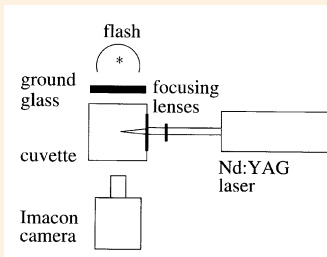 flash
*
ground
glass
focusing
lenses
cuvette
Nd:YAG
laser
Imacon
camera